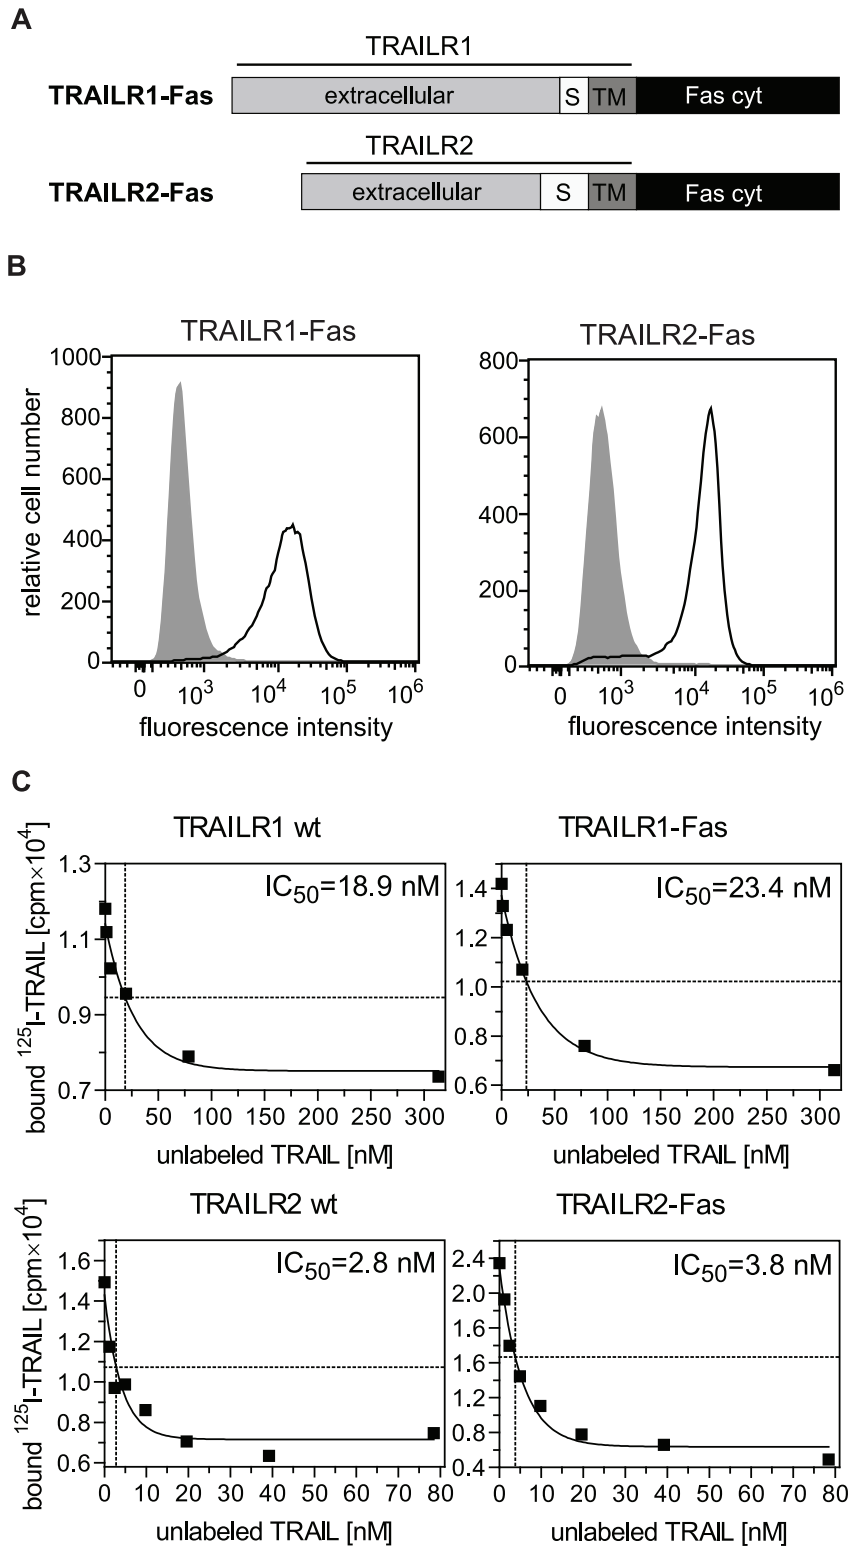 A
TRAILR1
TRAILR1-Fas
extracellular
S
TM
Fas cyt
TRAILR2
TRAILR2-Fas
extracellular
S
TM
Fas cyt
B
TRAILR1-Fas
relative cell number
1000
800
600
400
200
0
0 10³ 10⁴ 10⁵ 10⁶
fluorescence intensity
TRAILR2-Fas
800
600
400
200
0
0 10³ 10⁴ 10⁵ 10⁶
fluorescence intensity
C
TRAILR1 wt
bound ¹²⁵I-TRAIL [cpm×10⁴]
IC₅₀=18.9 nM
1.3
1.1
0.9
0.7
0 50 100 150 200 250 300
unlabeled TRAIL [nM]
TRAILR1-Fas
IC₅₀=23.4 nM
1.4
1.2
1.0
0.8
0.6
0 50 100 150 200 250 300
unlabeled TRAIL [nM]
TRAILR2 wt
bound ¹²⁵I-TRAIL [cpm×10⁴]
IC₅₀=2.8 nM
1.6
1.4
1.2
1.0
0.8
0.6
0 10 20 30 40 50 60 70 80
unlabeled TRAIL [nM]
TRAILR2-Fas
IC₅₀=3.8 nM
2.4
2.0
1.6
1.2
0.8
0.4
0 10 20 30 40 50 60 70 80
unlabeled TRAIL [nM]